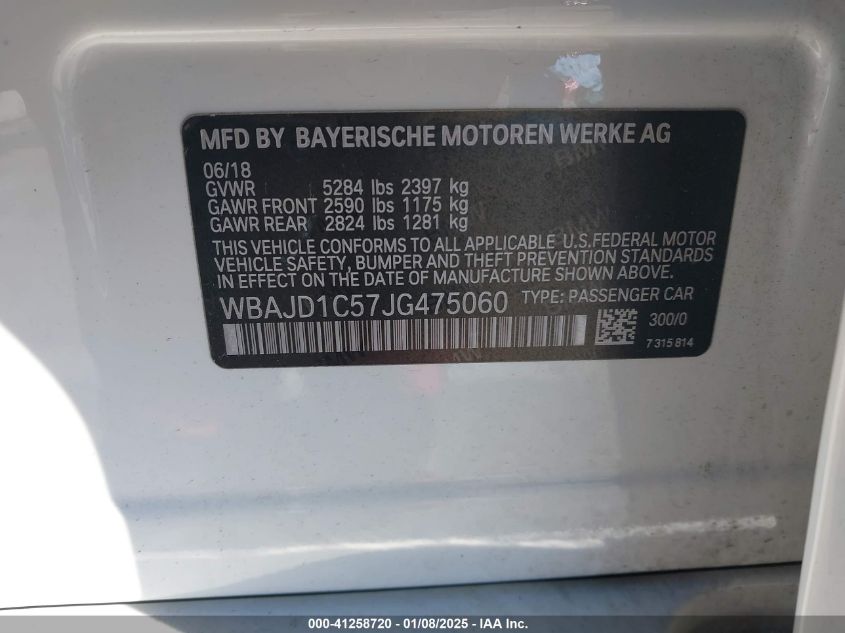 MFD BY BAYERISCHE MOTOREN WERKE AG
06/18
GVWR 5284 lbs 2397 kg
GAWR FRONT 2590 lbs 1175 kg
GAWR REAR 2824 lbs 1281 kg
THIS VEHICLE CONFORMS TO ALL APPLICABLE U.S.FEDERAL MOTOR
VEHICLE SAFETY, BUMPER AND THEFT PREVENTION STANDARDS
IN EFFECT ON THE DATE OF MANUFACTURE SHOWN ABOVE.
WBAJD1C57JG475060 TYPE: PASSENGER CAR
300/0
7 315 814
000-41258720 - 01/08/2025 - IAA Inc.